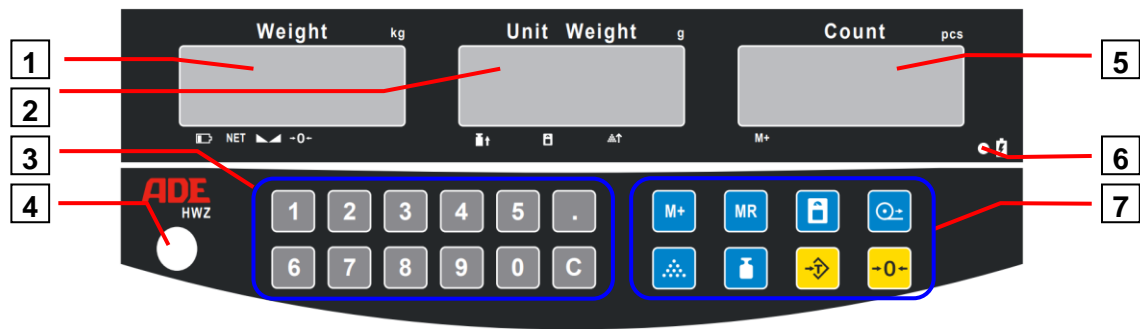 Weight kg Unit Weight g Count pcs
1
5
2
NET →0← M+
3
6
ADE
HWZ
1 2 3 4 5 . M+ MR
4
7
6 7 8 9 0 C →T →0←